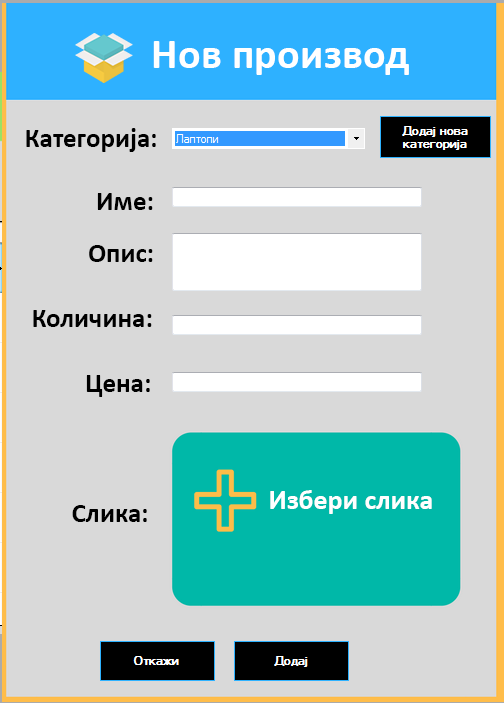 Нов производ
Категорија:
Лаптопи
Додај нова
категорија
Име:
Опис:
Количина:
Цена:
Слика:
Избери слика
Откажи
Додај